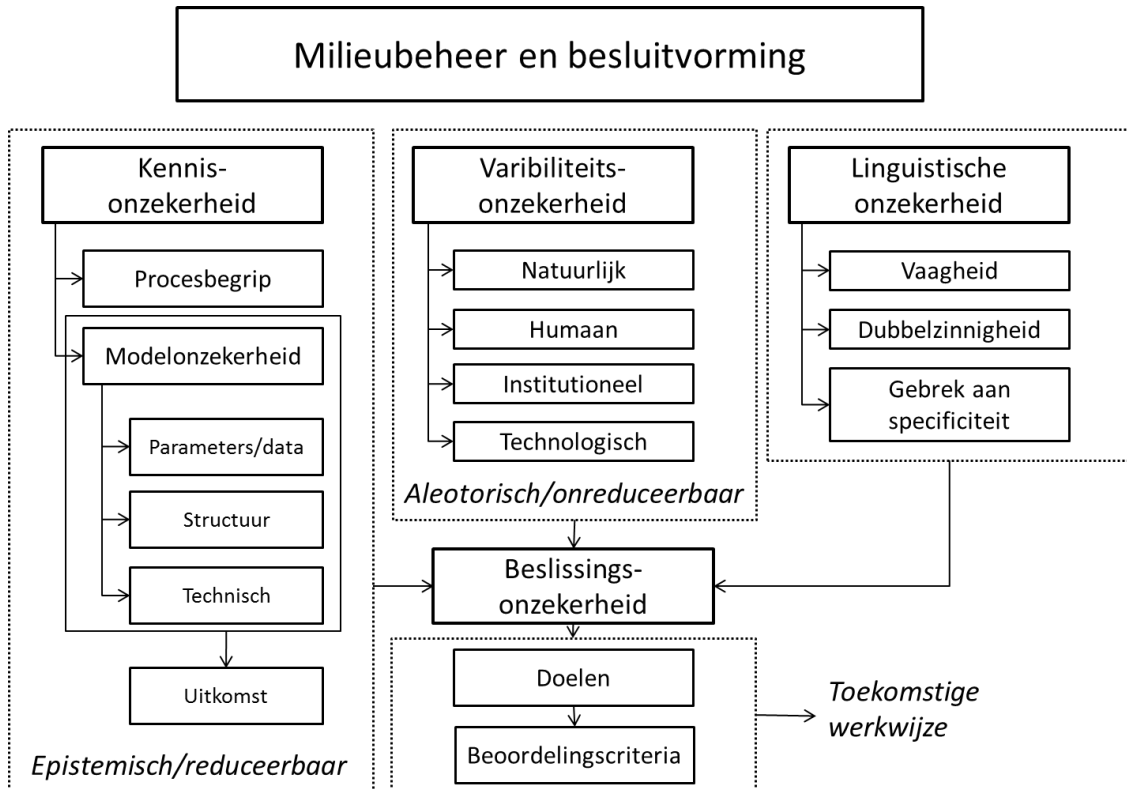 Milieubeheer en besluitvorming
Kennis-
onzekerheid
Procesbegrip
Modelonzekerheid
Parameters/data
Structuur
Technisch
Uitkomst
Epistemisch/reduceerbaar
Varibiliteits-
onzekerheid
Natuurlijk
Humaan
Institutioneel
Technologisch
Aleotorisch/onreduceerbaar
Linguistische
onzekerheid
Vaagheid
Dubbelzinnigheid
Gebrek aan
specificiteit
Beslissings-
onzekerheid
Doelen
Beoordelingscriteria
Toekomstige
werkwijze